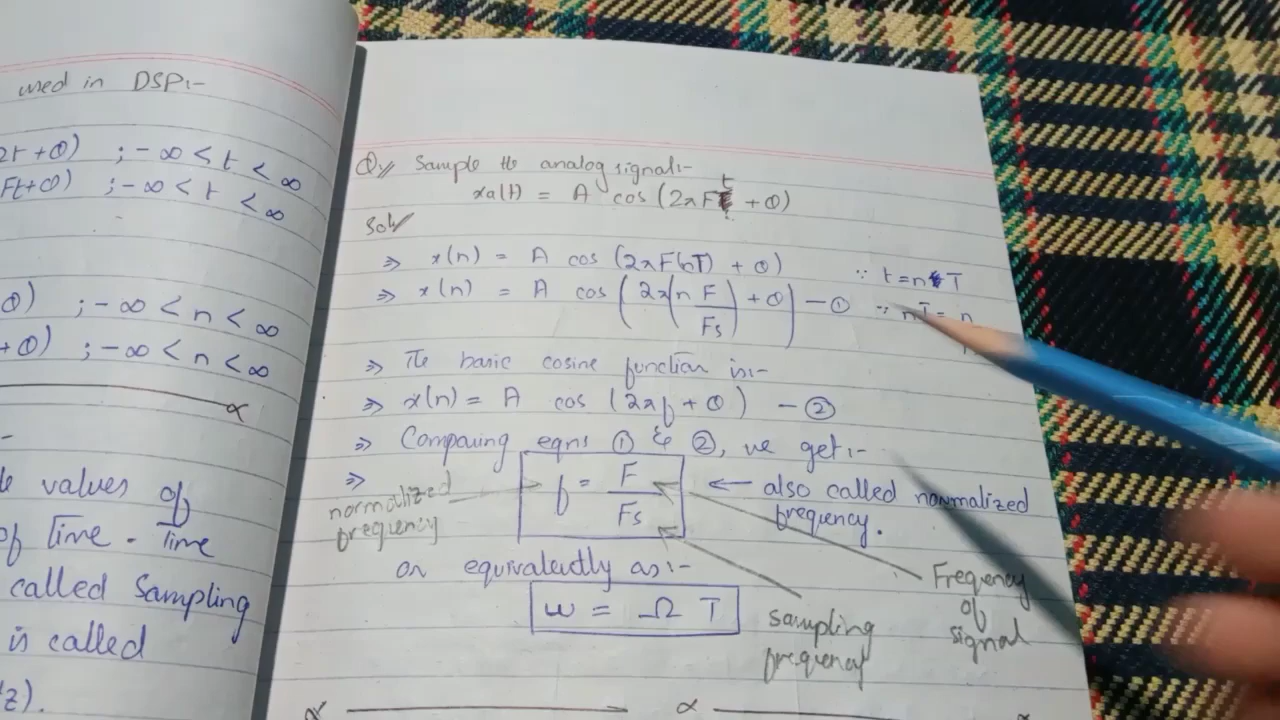 used in DSP:-
2t + Θ) ; -∞ < t < ∞
Ft + Θ) ; -∞ < t < ∞
Θ) ; -∞ < n < ∞
+ Θ) ; -∞ < n < ∞
α
values of
of Time. Time
called Sampling
is called
z).
Q// Sample the analog signal:-
xa(t) = A cos (2πFt + Θ)
Sol//
⇒ x(n) = A cos (2πF(nT) + Θ) ∵ t = nT
⇒ x(n) = A cos (2π(n F/Fs) + Θ) - ① ∵ nT = n
⇒ The basic cosine function is:-
⇒ x(n) = A cos (2πf + Θ) - ②
⇒ Comparing eqns ① & ②, we get:-
⇒ f = F/Fs ← also called normalized
frequency.
normalized
frequency
or equivalently as:-
ω = Ω T
sampling
frequency
Frequency
of
signal
α α